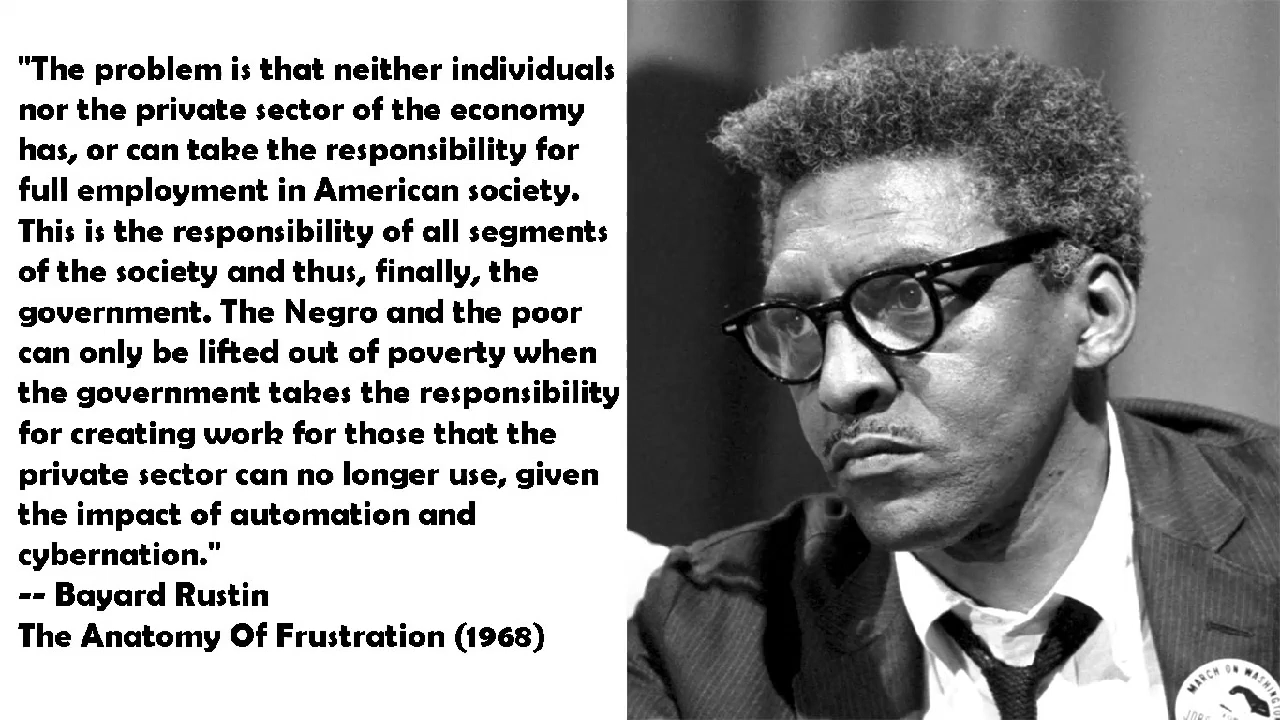 "The problem is that neither individuals
nor the private sector of the economy
has, or can take the responsibility for
full employment in American society.
This is the responsibility of all segments
of the society and thus, finally, the
government. The Negro and the poor
can only be lifted out of poverty when
the government takes the responsibility
for creating work for those that the
private sector can no longer use, given
the impact of automation and
cybernation."
-- Bayard Rustin
The Anatomy Of Frustration (1968)
MARCH ON WASHINGTON